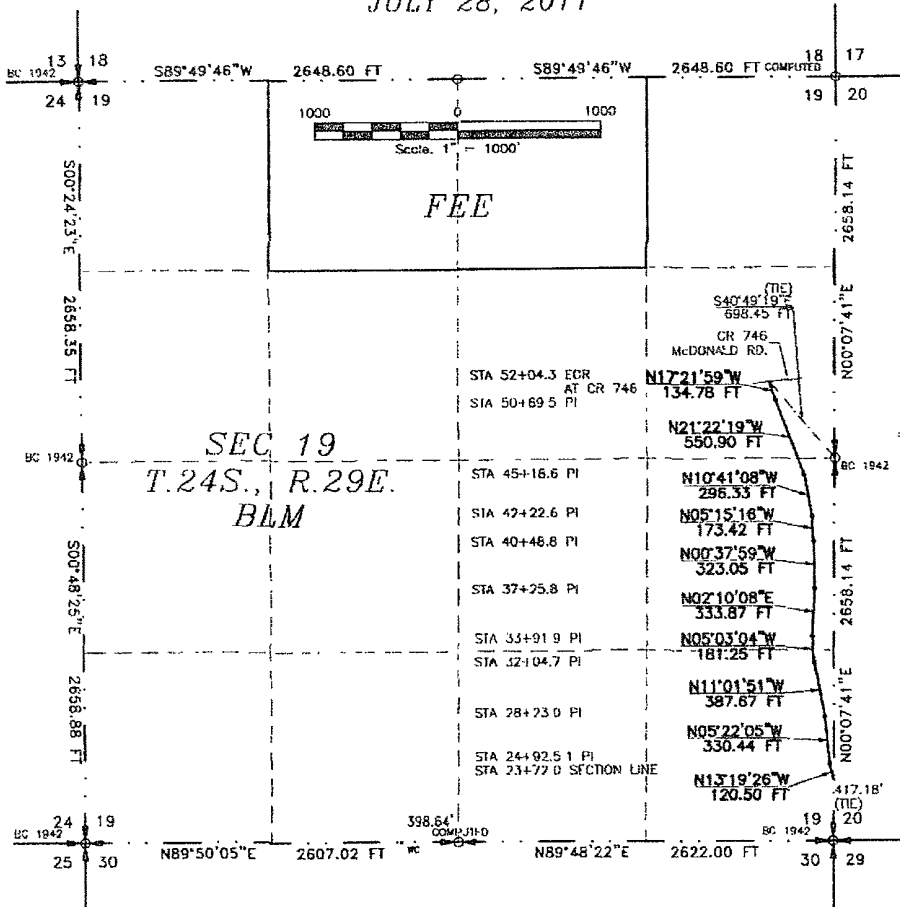 JULY 28, 2011
13 18
18 17
BC 1942
S89°49'46"W 2648.60 FT
S89°49'46"W 2648.60 FT COMPUTED
24 19
19 20
1000 0 1000
Scale. 1" = 1000'
FEE
S00°24'23"E 2658.35 FT
2658.14 FT
N00°07'41"E
(TIE)
S40°49'19"E
698.45 FT
CR 746
McDONALD RD.
STA 52+04.3 EOR
AT CR 746
N17°21'59"W
134.78 FT
STA 50+69.5 PI
N21°22'19"W
550.90 FT
SEC 19
T.24S., R.29E.
BLM
BC 1942
BC 1942
STA 45+18.6 PI
N10°41'08"W
296.33 FT
STA 42+22.6 PI
N05°15'16"W
173.42 FT
STA 40+48.8 PI
N00°37'59"W
323.05 FT
STA 37+25.8 PI
N02°10'08"E
333.87 FT
STA 33+91.9 PI
N05°03'04"W
181.25 FT
STA 32+04.7 PI
N11°01'51"W
387.67 FT
STA 28+23.0 PI
N05°22'05"W
330.44 FT
STA 24+92.5 1 PI
STA 23+72.0 SECTION LINE
N13°19'26"W
120.50 FT
S00°48'25"E 2658.88 FT
2658.14 FT
N00°07'41"E
417.18'
(TIE)
24 19
19 20
BC 1942
398.64'
COMPUTED
WC
BC 1942
25 30
N89°50'05"E 2607.02 FT
N89°48'22"E 2622.00 FT
30 29